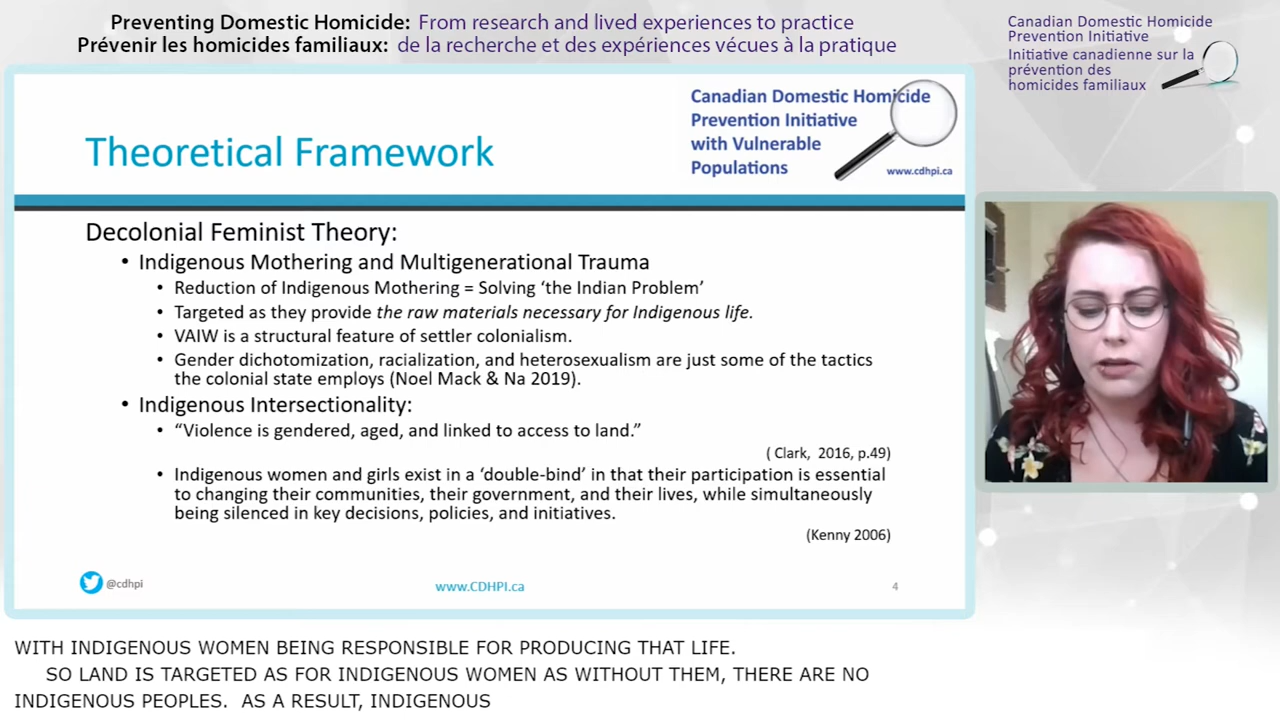 Preventing Domestic Homicide: From research and lived experiences to practice
Prévenir les homicides familiaux: de la recherche et des expériences vécues à la pratique
Canadian Domestic Homicide
Prevention Initiative
Initiative canadienne sur la
prévention des
homicides familiaux
Canadian Domestic Homicide
Prevention Initiative
with Vulnerable
Populations
www.cdhpi.ca
Theoretical Framework
Decolonial Feminist Theory:
• Indigenous Mothering and Multigenerational Trauma
• Reduction of Indigenous Mothering = Solving ‘the Indian Problem’
• Targeted as they provide the raw materials necessary for Indigenous life.
• VAIW is a structural feature of settler colonialism.
• Gender dichotomization, racialization, and heterosexualism are just some of the tactics
the colonial state employs (Noel Mack & Na 2019).
• Indigenous Intersectionality:
• “Violence is gendered, aged, and linked to access to land.”
( Clark, 2016, p.49)
• Indigenous women and girls exist in a ‘double-bind’ in that their participation is essential
to changing their communities, their government, and their lives, while simultaneously
being silenced in key decisions, policies, and initiatives.
(Kenny 2006)
@cdhpi
www.CDHPI.ca
4
WITH INDIGENOUS WOMEN BEING RESPONSIBLE FOR PRODUCING THAT LIFE.
SO LAND IS TARGETED AS FOR INDIGENOUS WOMEN AS WITHOUT THEM, THERE ARE NO
INDIGENOUS PEOPLES. AS A RESULT, INDIGENOUS